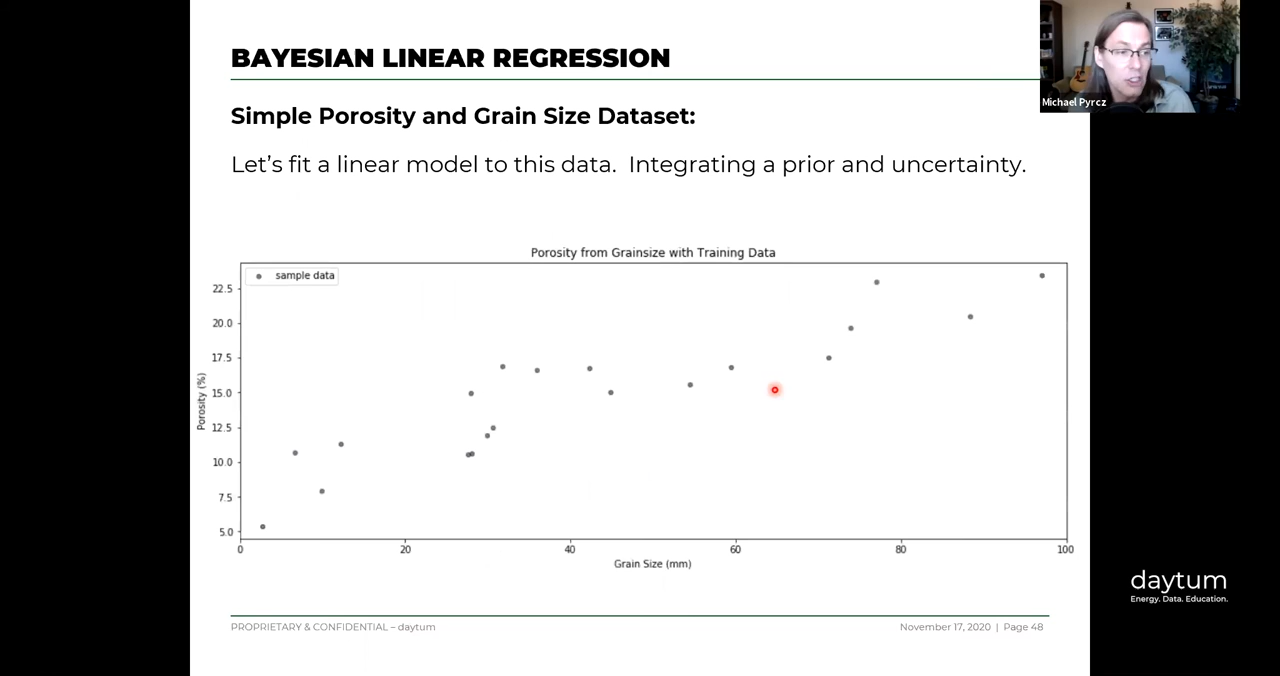 BAYESIAN LINEAR REGRESSION
Michael Pyrcz
Simple Porosity and Grain Size Dataset:
Let’s fit a linear model to this data.  Integrating a prior and uncertainty.
Porosity from Grainsize with Training Data
sample data
22.5
20.0
17.5
15.0
12.5
10.0
7.5
5.0
Porosity (%)
0 20 40 60 80 100
Grain Size (mm)
daytum
Energy. Data. Education.
PROPRIETARY & CONFIDENTIAL – daytum
November 17, 2020 | Page 48